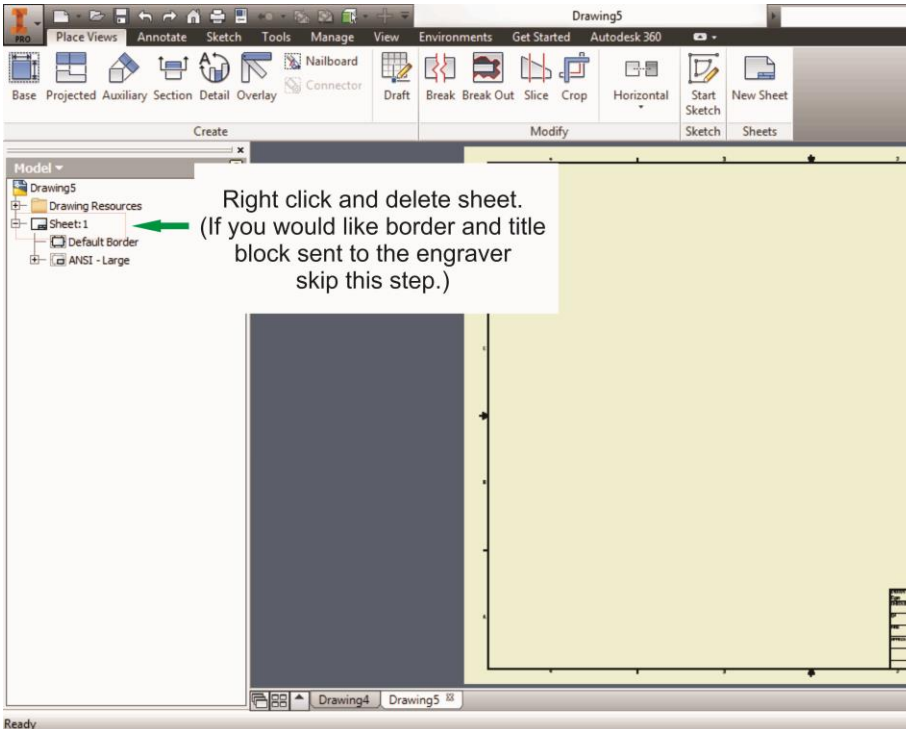 Drawing5
PRO
Place Views Annotate Sketch Tools Manage View Environments Get Started Autodesk 360
Base Projected Auxiliary Section Detail Overlay
Nailboard
Connector
Draft
Break Break Out Slice Crop
Horizontal
Start
Sketch
New Sheet
Create
Modify
Sketch
Sheets
Model
Drawing5
Drawing Resources
Sheet:1
Default Border
ANSI - Large
Right click and delete sheet.
(If you would like border and title
block sent to the engraver
skip this step.)
Drawing4
Drawing5
Ready